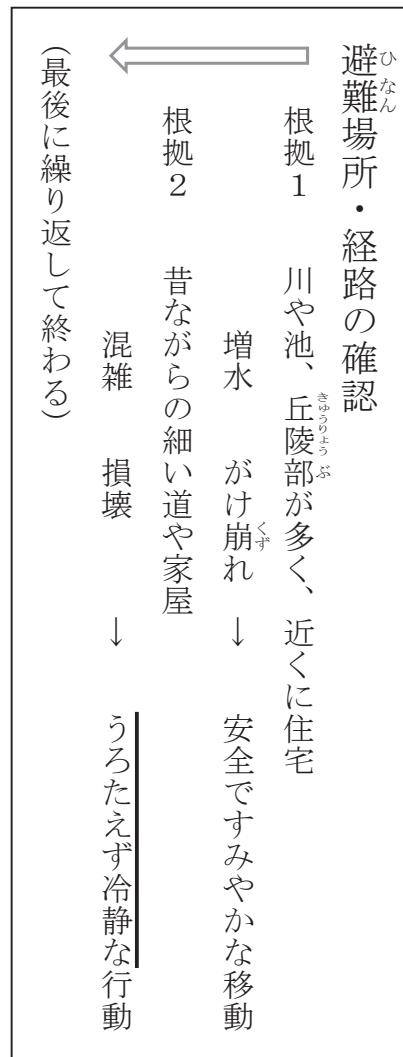 避難場所・経路の確認
根拠1　川や池、丘陵部が多く、近くに住宅
増水　がけ崩れ　→　安全ですみやかな移動
根拠2　昔ながらの細い道や家屋
混雑　損壊　→　うろたえず冷静な行動
（最後に繰り返して終わる）